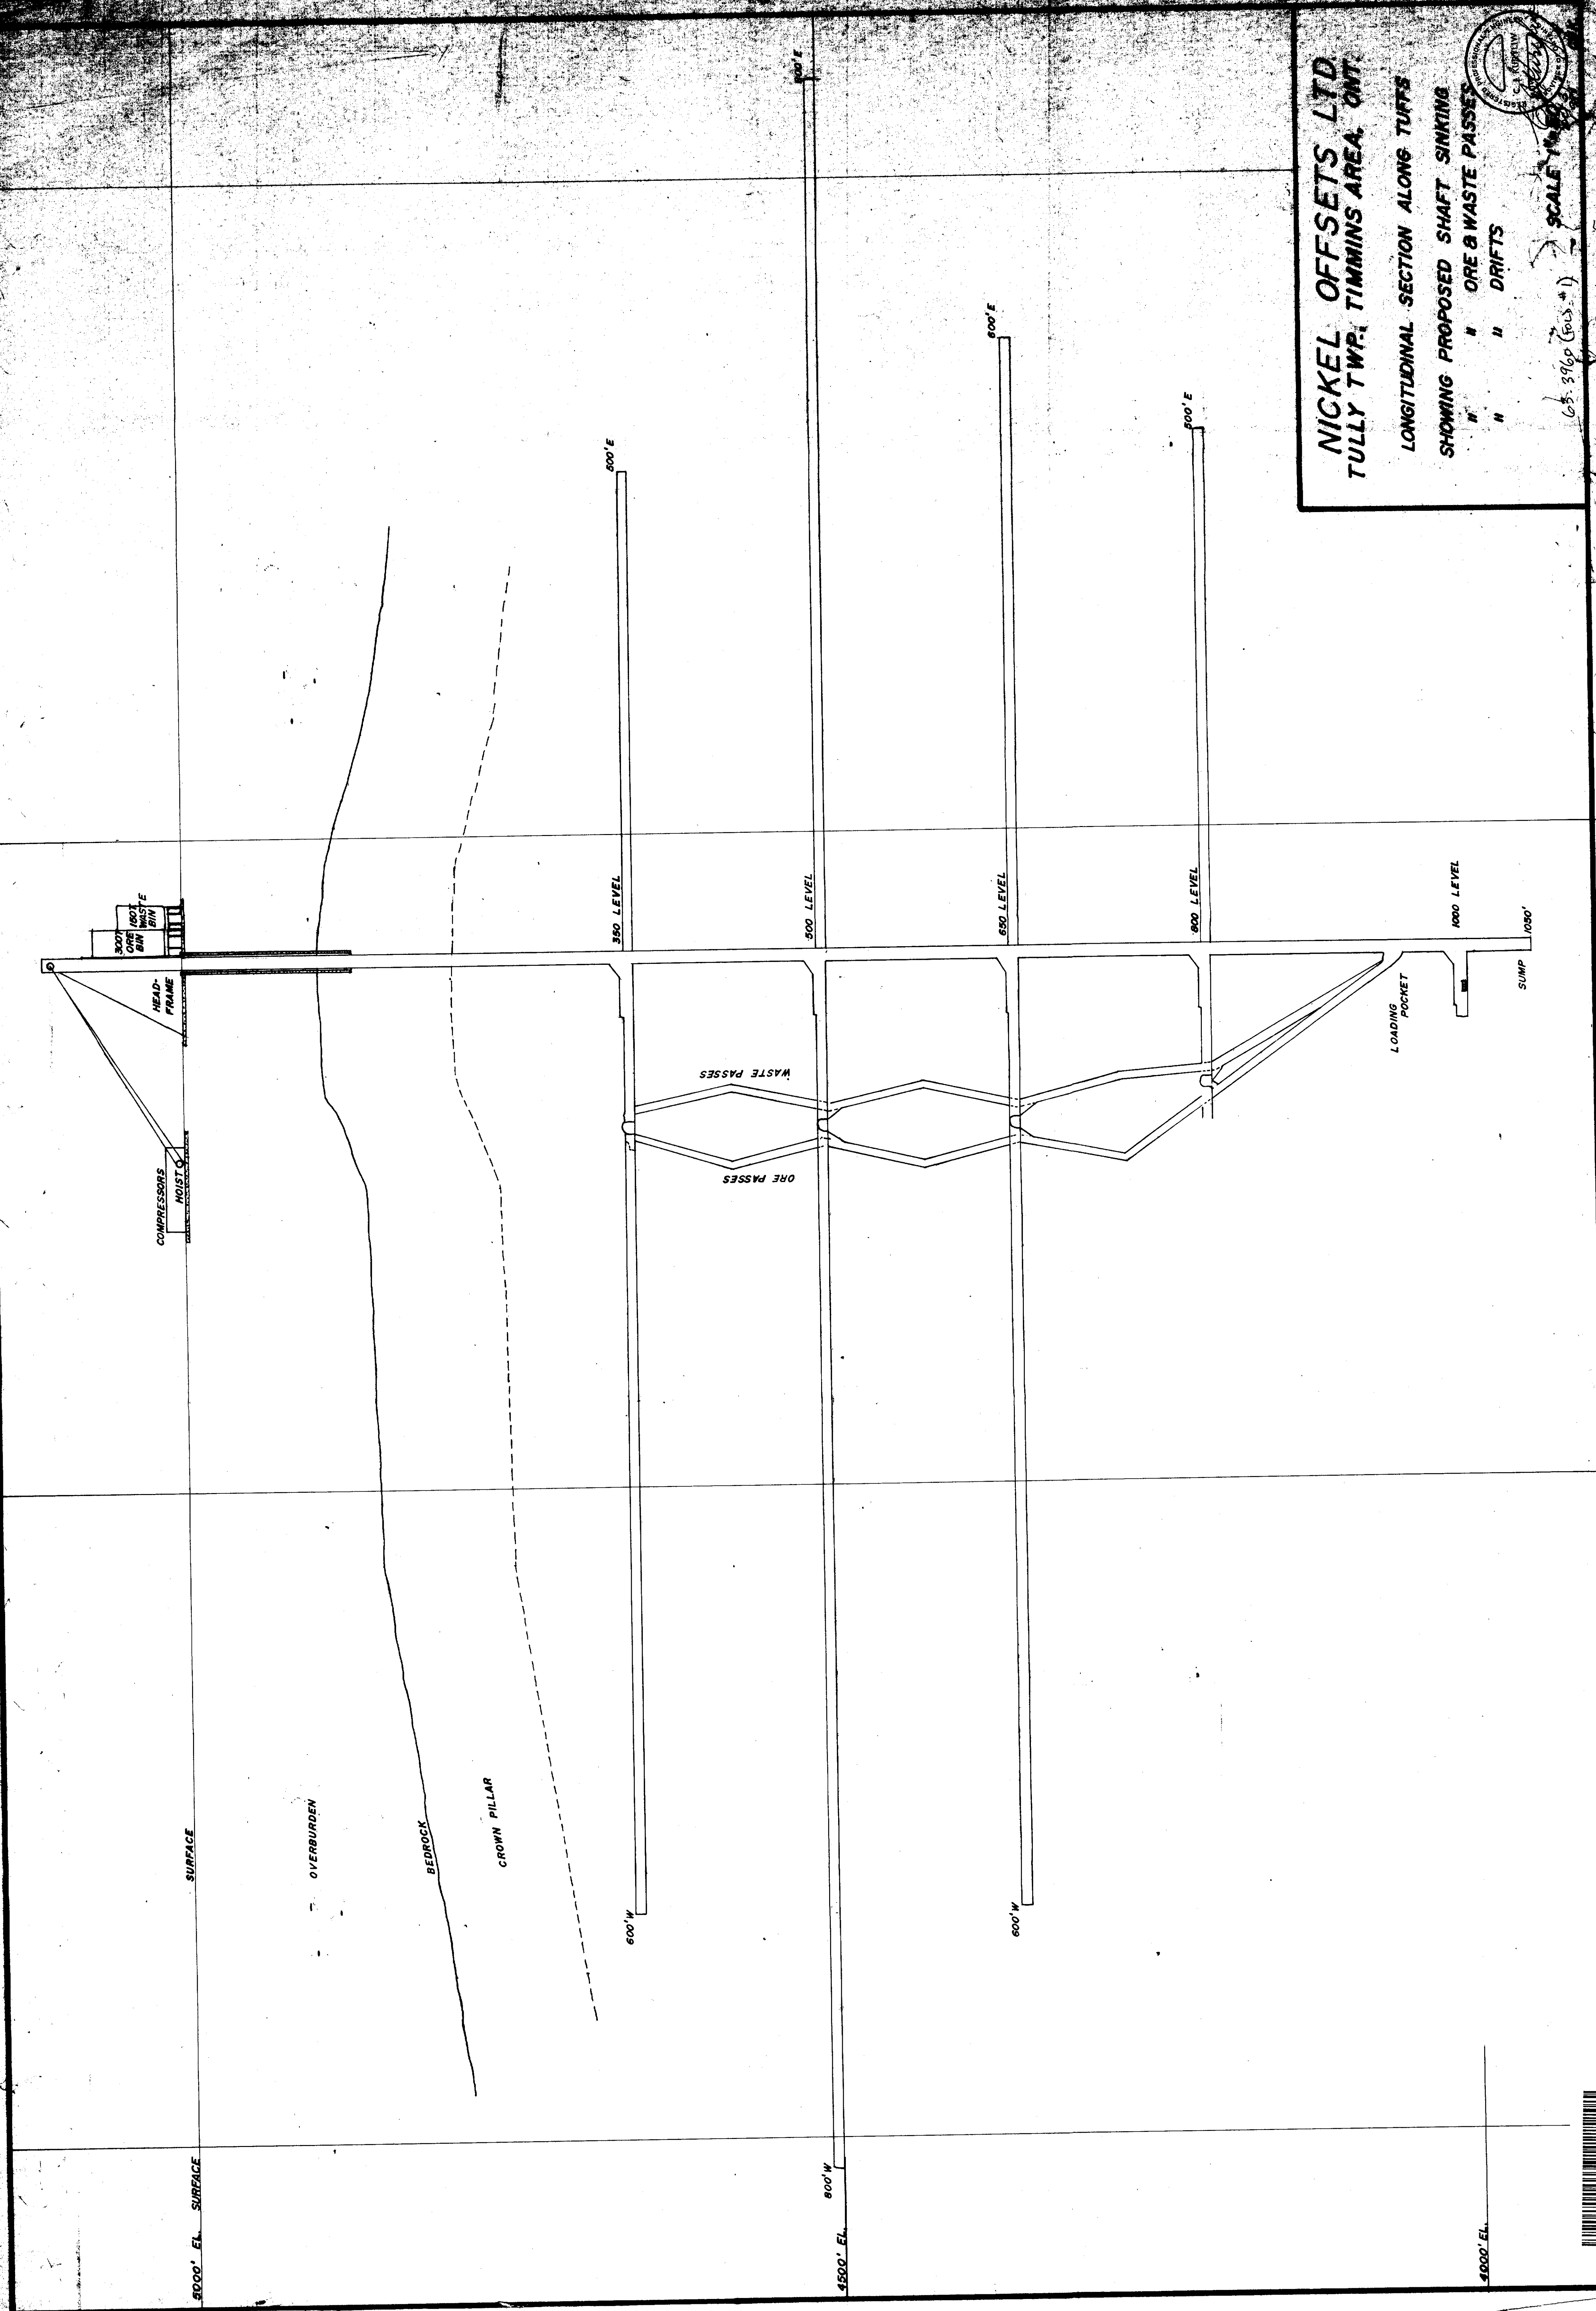 NICKEL OFFSETS LTD.
TULLY TWP., TIMMINS AREA, ONT.
LONGITUDINAL SECTION ALONG TUFFS
SHOWING PROPOSED SHAFT SINKING
" " ORE & WASTE PASSES
" " DRIFTS
SCALE
63.3960
COMPRESSORS
HOIST
HEAD-
FRAME
300T
ORE
BIN
150T
WASTE
BIN
5000' EL. SURFACE
SURFACE
OVERBURDEN
BEDROCK
CROWN PILLAR
600'W
350 LEVEL
500'E
WASTE PASSES
ORE PASSES
4500' EL.
800'W
500 LEVEL
600'W
650 LEVEL
600'E
800 LEVEL
500'E
LOADING
POCKET
1000 LEVEL
SUMP
1050'
4000' EL.